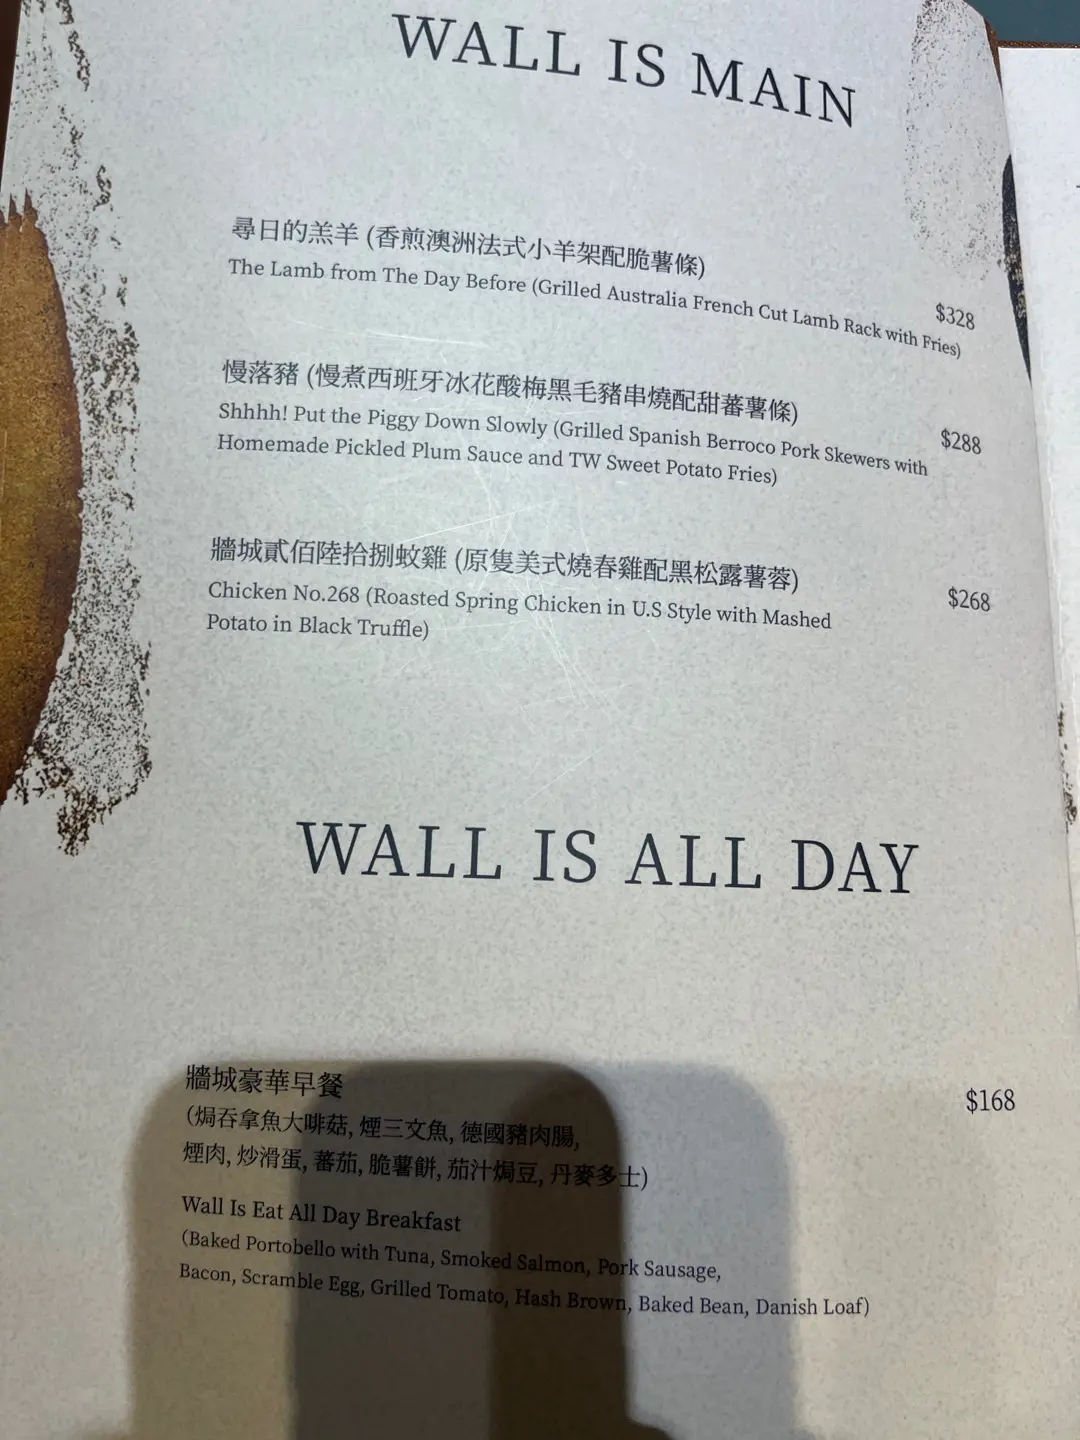 WALL IS MAIN
尋日的羔羊 (香煎澳洲法式小羊架配脆薯條)
The Lamb from The Day Before (Grilled Australia French Cut Lamb Rack with Fries)
$328
慢落豬 (慢煮西班牙冰花酸梅黑毛豬串燒配甜蕃薯條)
Shhhh! Put the Piggy Down Slowly (Grilled Spanish Berroco Pork Skewers with
Homemade Pickled Plum Sauce and TW Sweet Potato Fries)
$288
牆城貳佰陸拾捌蚊雞 (原隻美式燒春雞配黑松露薯蓉)
Chicken No.268 (Roasted Spring Chicken in U.S Style with Mashed
Potato in Black Truffle)
$268
WALL IS ALL DAY
牆城豪華早餐
$168
(焗吞拿魚大啡菇, 煙三文魚, 德國豬肉腸,
煙肉, 炒滑蛋, 蕃茄, 脆薯餅, 茄汁焗豆, 丹麥多士)
Wall Is Eat All Day Breakfast
(Baked Portobello with Tuna, Smoked Salmon, Pork Sausage,
Bacon, Scramble Egg, Grilled Tomato, Hash Brown, Baked Bean, Danish Loaf)